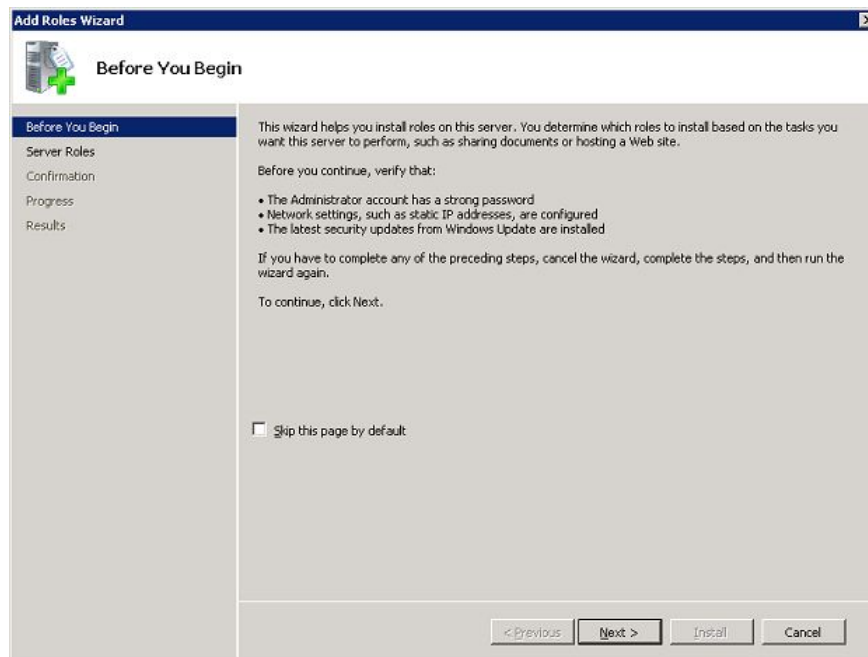 Add Roles Wizard
Before You Begin
Before You Begin
Server Roles
Confirmation
Progress
Results
This wizard helps you install roles on this server. You determine which roles to install based on the tasks you
want this server to perform, such as sharing documents or hosting a Web site.
Before you continue, verify that:
• The Administrator account has a strong password
• Network settings, such as static IP addresses, are configured
• The latest security updates from Windows Update are installed
If you have to complete any of the preceding steps, cancel the wizard, complete the steps, and then run the
wizard again.
To continue, click Next.
Skip this page by default
< Previous Next > Install Cancel